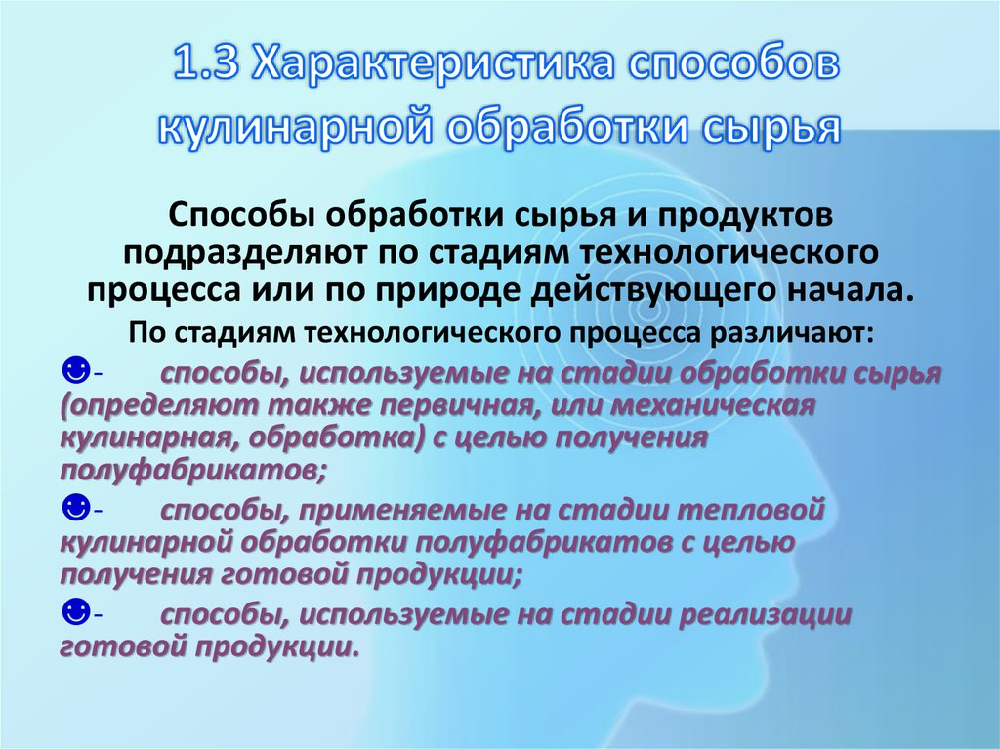 1.3 Характеристика способов
кулинарной обработки сырья
Способы обработки сырья и продуктов
подразделяют по стадиям технологического
процесса или по природе действующего начала.
По стадиям технологического процесса различают:
☻- способы, используемые на стадии обработки сырья
(определяют также первичная, или механическая
кулинарная, обработка) с целью получения
полуфабрикатов;
☻- способы, применяемые на стадии тепловой
кулинарной обработки полуфабрикатов с целью
получения готовой продукции;
☻- способы, используемые на стадии реализации
готовой продукции.